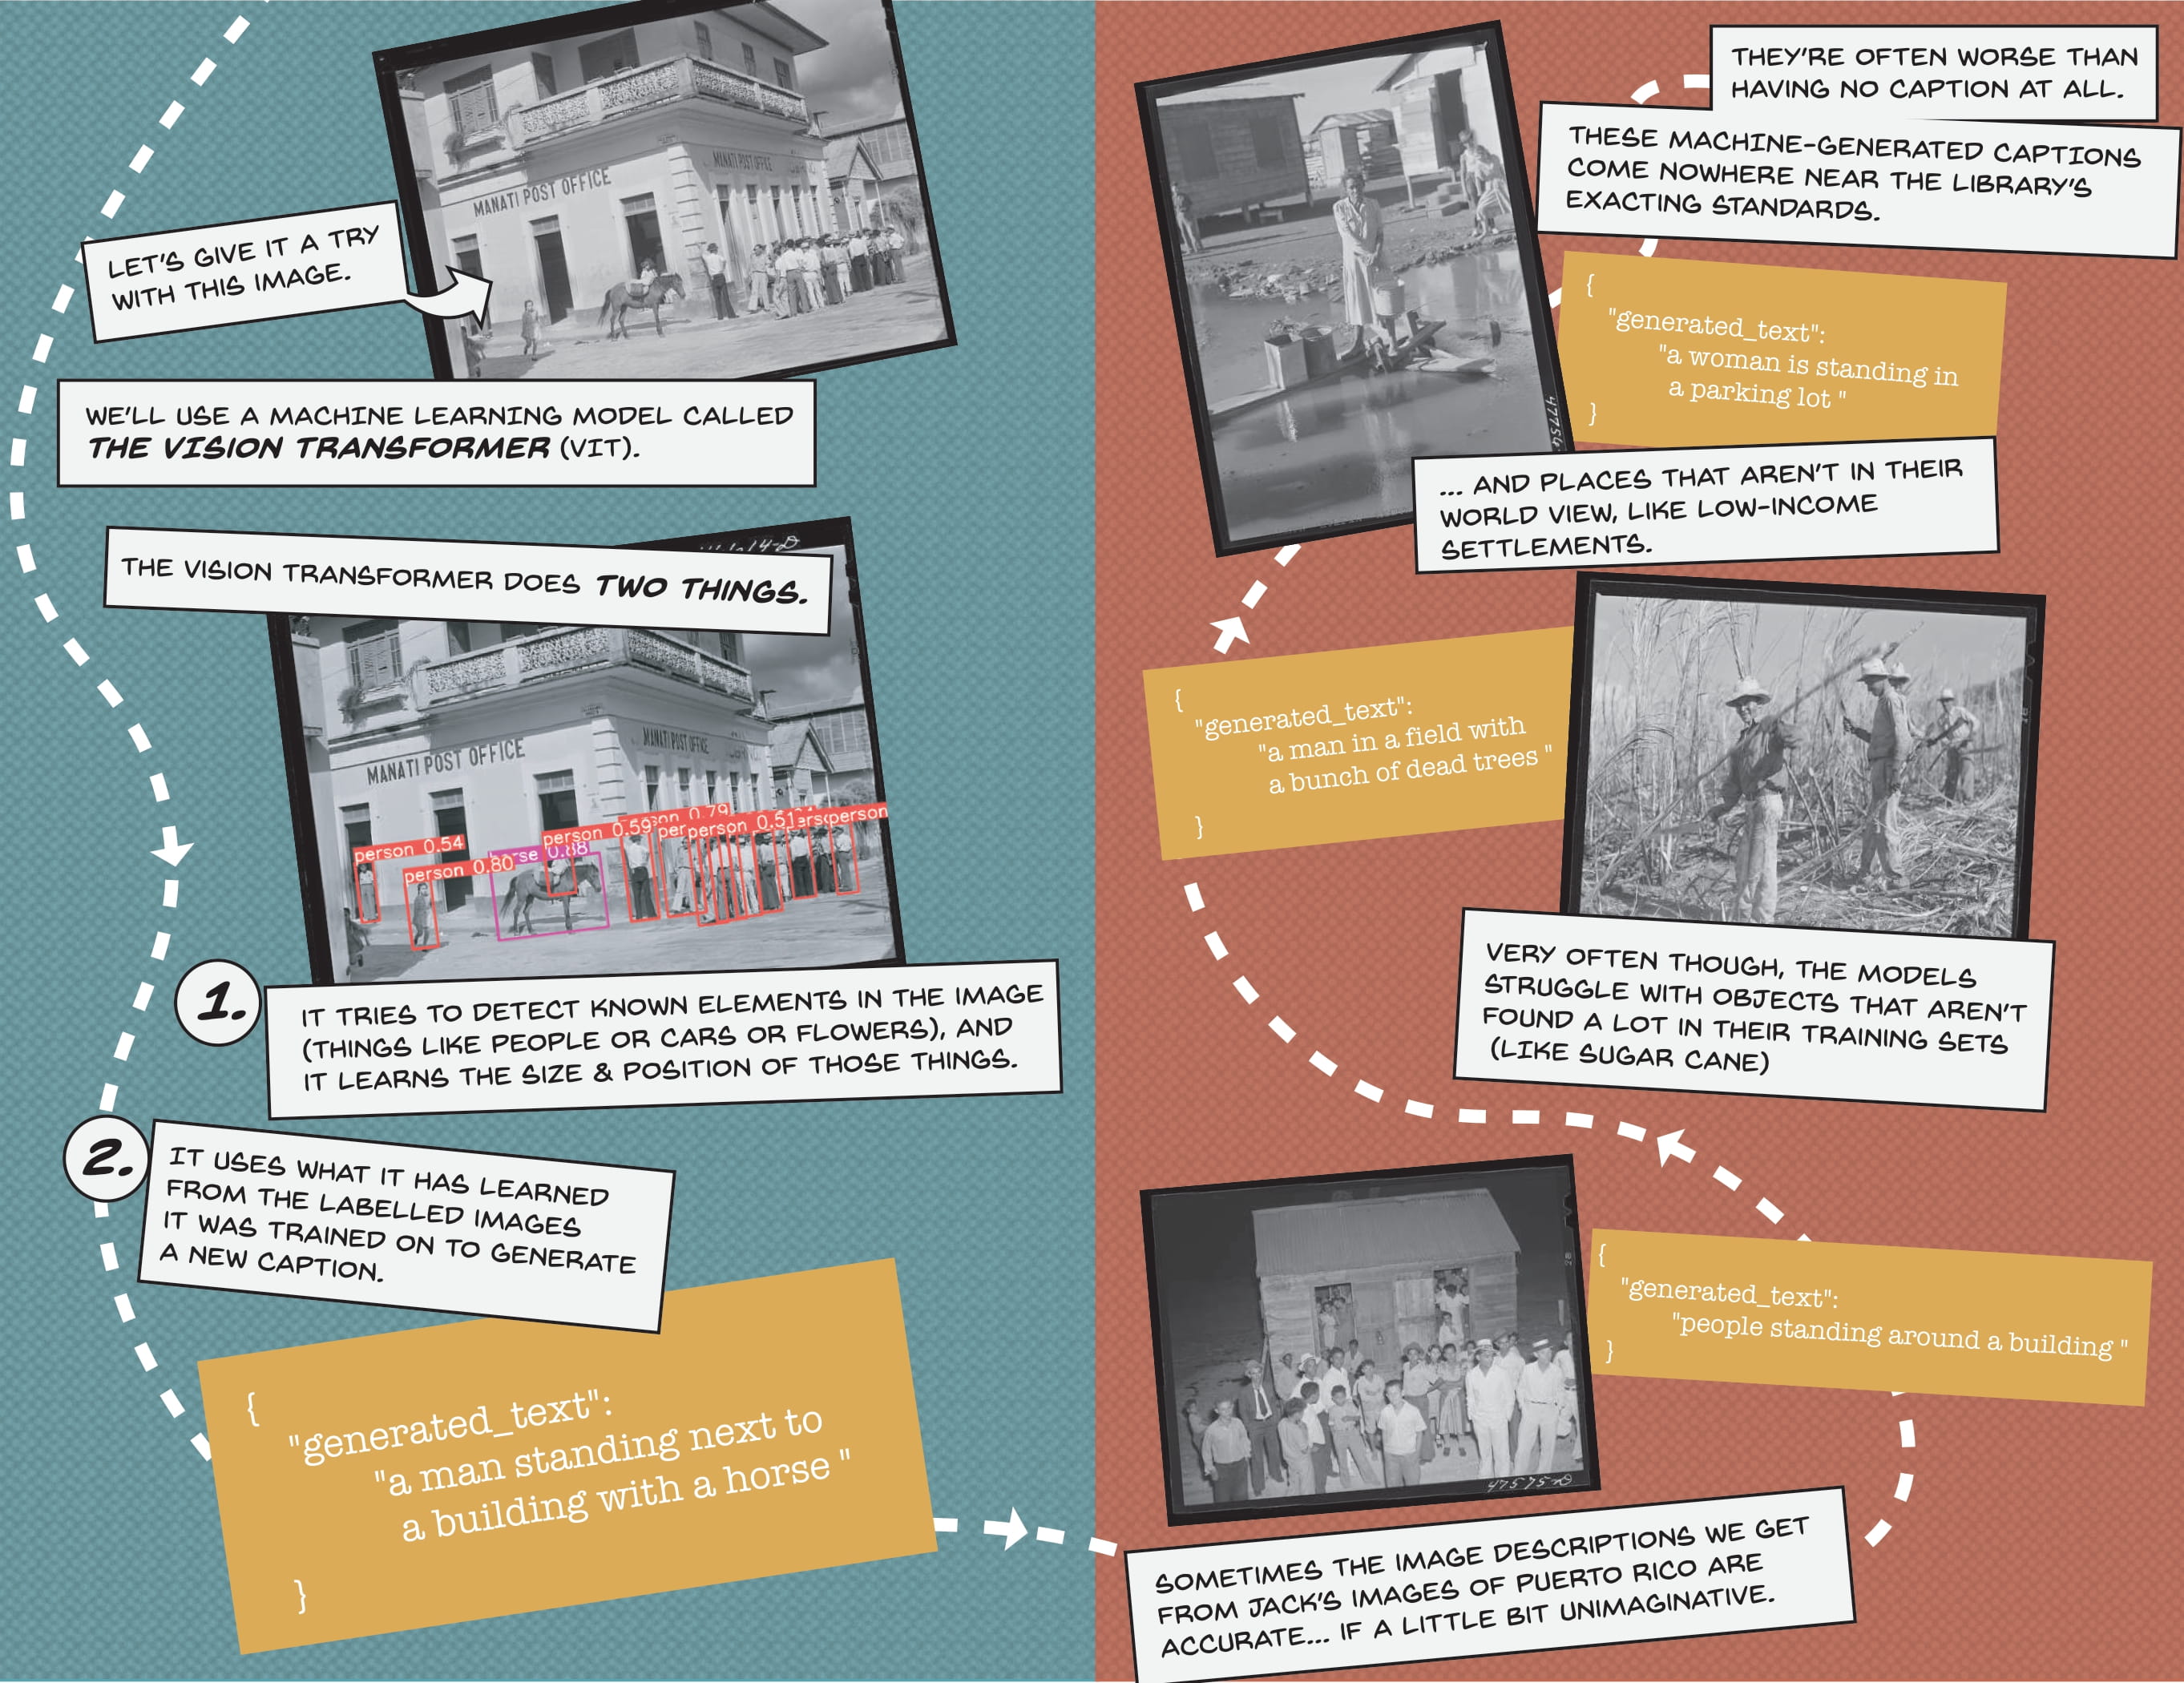 MANATI POST OFFICE
MANATI POST OFFICE
LET'S GIVE IT A TRY
WITH THIS IMAGE.
WE'LL USE A MACHINE LEARNING MODEL CALLED
THE VISION TRANSFORMER (VIT).
THE VISION TRANSFORMER DOES TWO THINGS.
MANATI POST OFFICE
MANATI POST OFFICE
person 0.54
person 0.80
0.88
person 0.59
0.79
person 0.51
person
1.
IT TRIES TO DETECT KNOWN ELEMENTS IN THE IMAGE
(THINGS LIKE PEOPLE OR CARS OR FLOWERS), AND
IT LEARNS THE SIZE & POSITION OF THOSE THINGS.
2.
IT USES WHAT IT HAS LEARNED
FROM THE LABELLED IMAGES
IT WAS TRAINED ON TO GENERATE
A NEW CAPTION.
{
"generated_text":
"a man standing next to
a building with a horse "
}
SOMETIMES THE IMAGE DESCRIPTIONS WE GET
FROM JACK'S IMAGES OF PUERTO RICO ARE
ACCURATE... IF A LITTLE BIT UNIMAGINATIVE.
47575-D
{
"generated_text":
"people standing around a building "
}
VERY OFTEN THOUGH, THE MODELS
STRUGGLE WITH OBJECTS THAT AREN'T
FOUND A LOT IN THEIR TRAINING SETS
(LIKE SUGAR CANE)
{
"generated_text":
"a man in a field with
a bunch of dead trees "
}
... AND PLACES THAT AREN'T IN THEIR
WORLD VIEW, LIKE LOW-INCOME
SETTLEMENTS.
47754
{
"generated_text":
"a woman is standing in
a parking lot "
}
THESE MACHINE-GENERATED CAPTIONS
COME NOWHERE NEAR THE LIBRARY'S
EXACTING STANDARDS.
THEY'RE OFTEN WORSE THAN
HAVING NO CAPTION AT ALL.